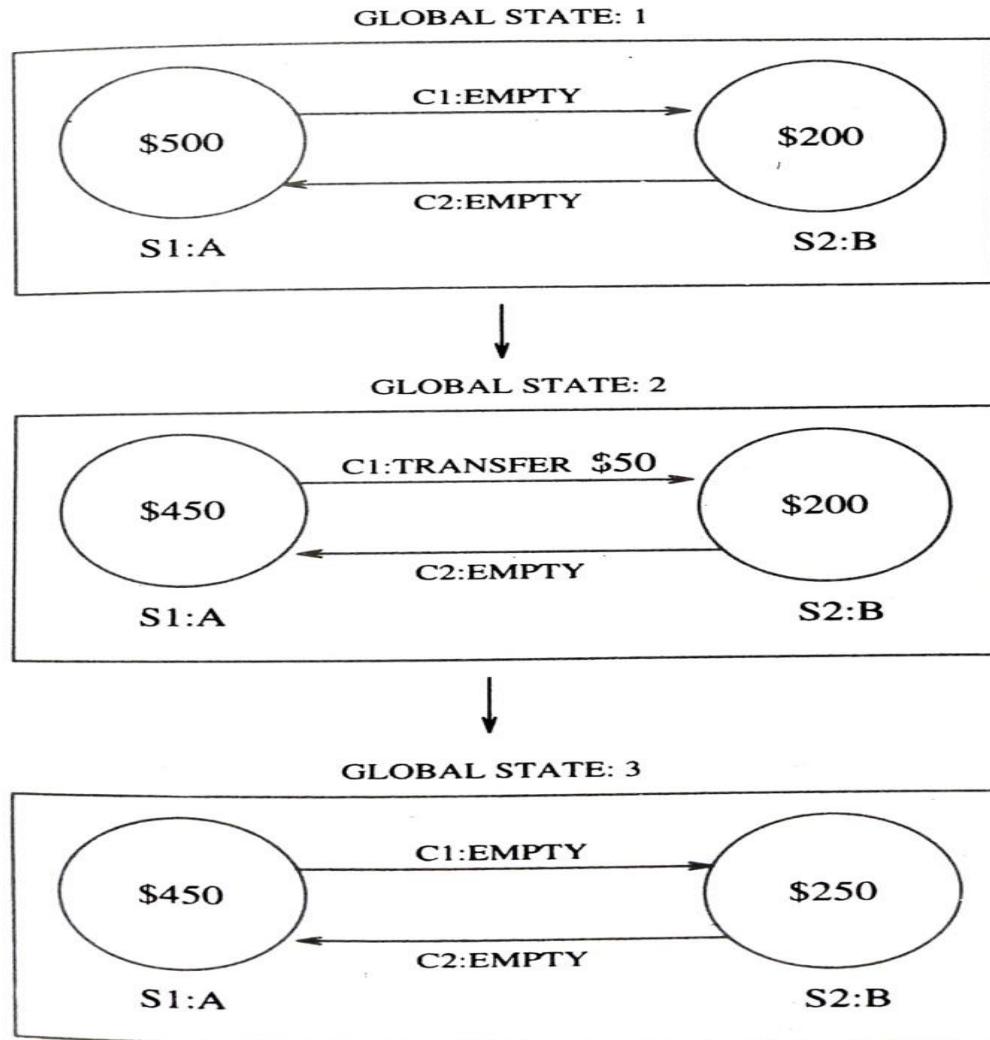 GLOBAL STATE: 1
C1:EMPTY
$500
$200
C2:EMPTY
S1:A
S2:B
GLOBAL STATE: 2
C1:TRANSFER $50
$450
$200
C2:EMPTY
S1:A
S2:B
GLOBAL STATE: 3
C1:EMPTY
$450
$250
C2:EMPTY
S1:A
S2:B